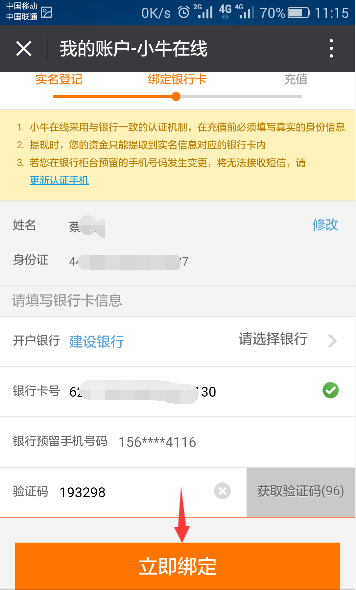 中国移动
中国联通
0K/s 2G 4G 4G 70% 11:15
我的账户-小牛在线
实名登记 绑定银行卡 充值
1. 小牛在线采用与银行一致的认证机制，在充值前必须填写真实的身份信息
2. 提现时，您的资金只能提取到实名信息对应的银行卡内
3. 若您在银行柜台预留的手机号码发生变更，将无法接收短信，请
更新认证手机
姓名 蔡 修改
身份证 44 7
请填写银行卡信息
开户银行 建设银行 请选择银行
银行卡号 62 130
银行预留手机号码 156****4116
验证码 193298 获取验证码(96)
立即绑定